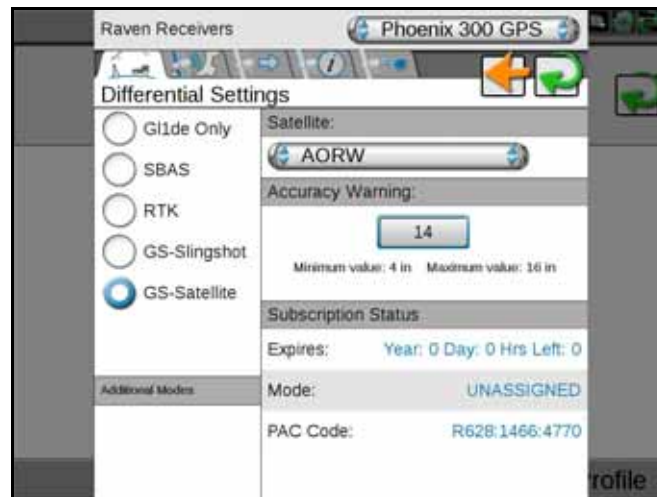 Raven Receivers
Phoenix 300 GPS
i
Differential Settings
Gl1de Only
SBAS
RTK
GS-Slingshot
GS-Satellite
Additional Modes
Satellite:
AORW
Accuracy Warning:
14
Minimum value: 4 in Maximum value: 16 in
Subscription Status
Expires: Year: 0 Day: 0 Hrs Left: 0
Mode: UNASSIGNED
PAC Code: R628:1466:4770
rofile